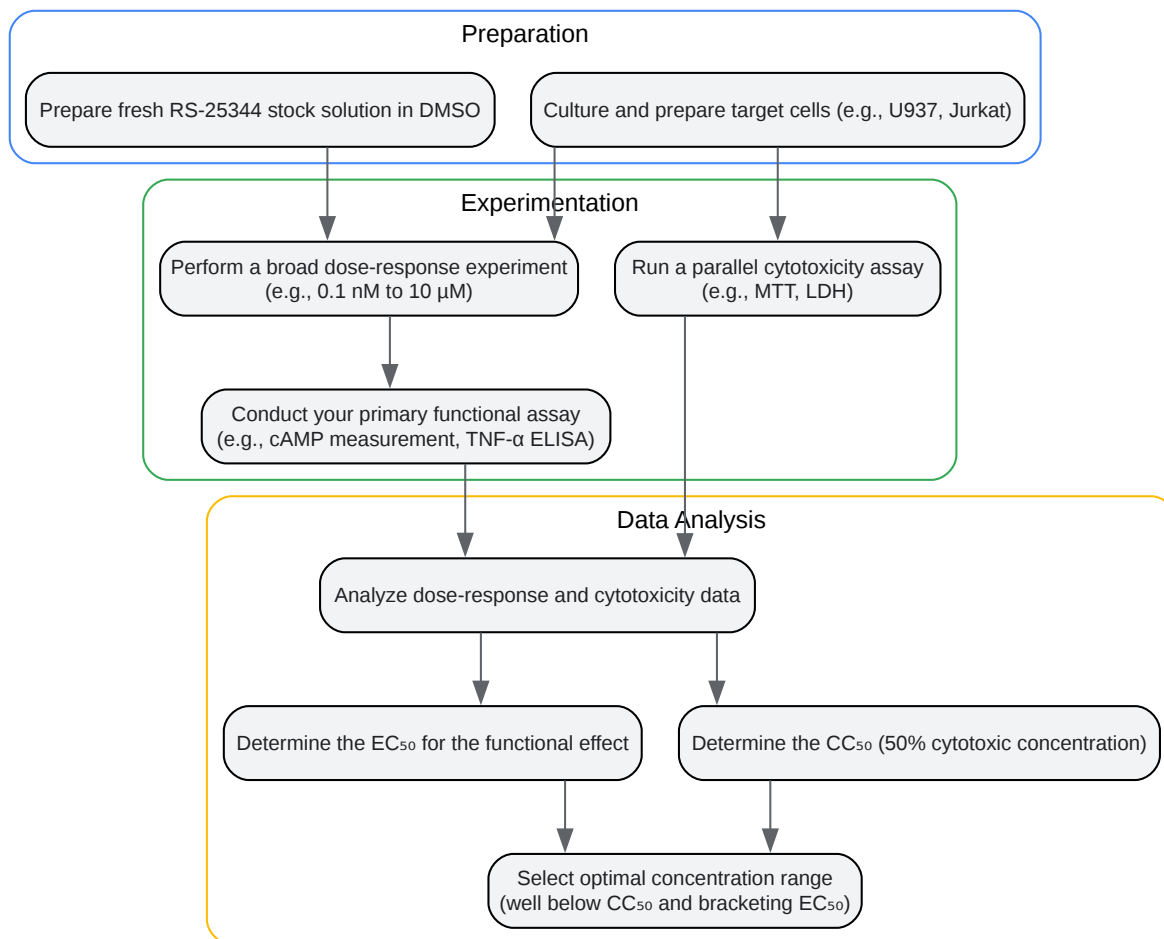 Preparation
Prepare fresh RS-25344 stock solution in DMSO
Culture and prepare target cells (e.g., U937, Jurkat)
Experimentation
Perform a broad dose-response experiment
(e.g., 0.1 nM to 10 µM)
Run a parallel cytotoxicity assay
(e.g., MTT, LDH)
Conduct your primary functional assay
(e.g., cAMP measurement, TNF-α ELISA)
Data Analysis
Analyze dose-response and cytotoxicity data
Determine the EC₅₀ for the functional effect
Determine the CC₅₀ (50% cytotoxic concentration)
Select optimal concentration range
(well below CC₅₀ and bracketing EC₅₀)